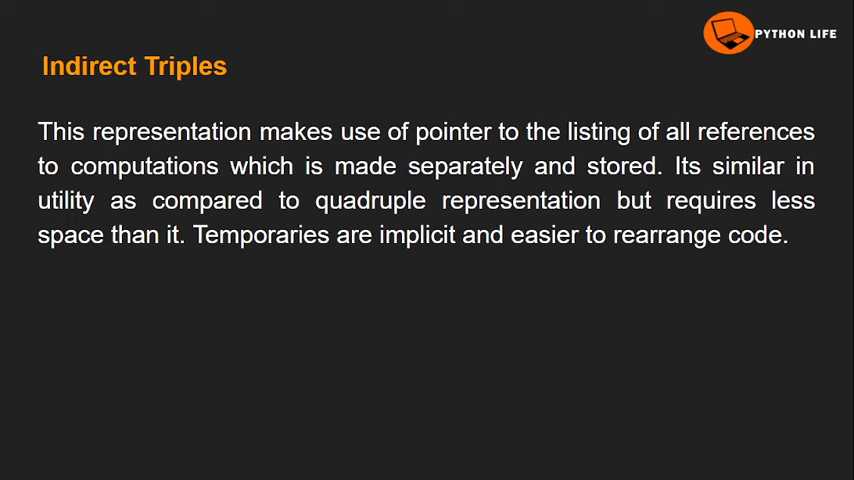 PYTHON LIFE
Indirect Triples
This representation makes use of pointer to the listing of all references
to computations which is made separately and stored. Its similar in
utility as compared to quadruple representation but requires less
space than it. Temporaries are implicit and easier to rearrange code.